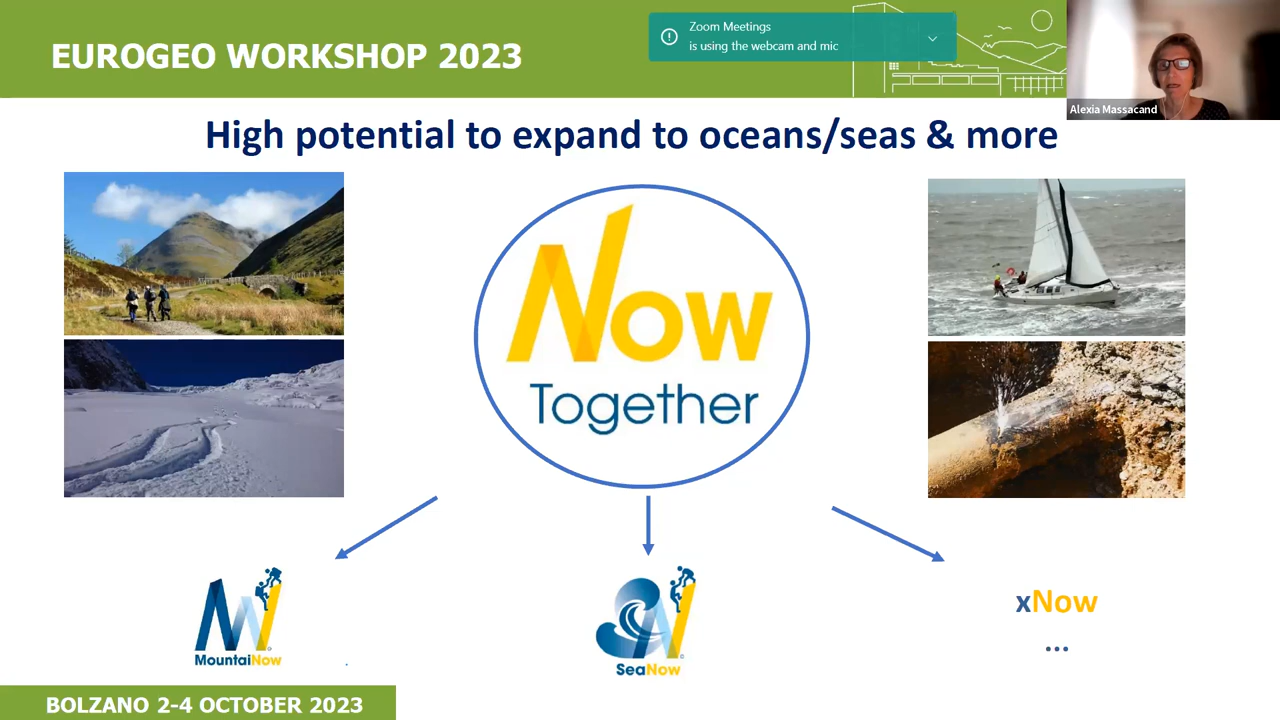 EUROGEO WORKSHOP 2023
Zoom Meetings
is using the webcam and mic
Alexia Massacand
High potential to expand to oceans/seas & more
Now
Together
MountaiNow
SeaNow
xNow
...
BOLZANO 2-4 OCTOBER 2023